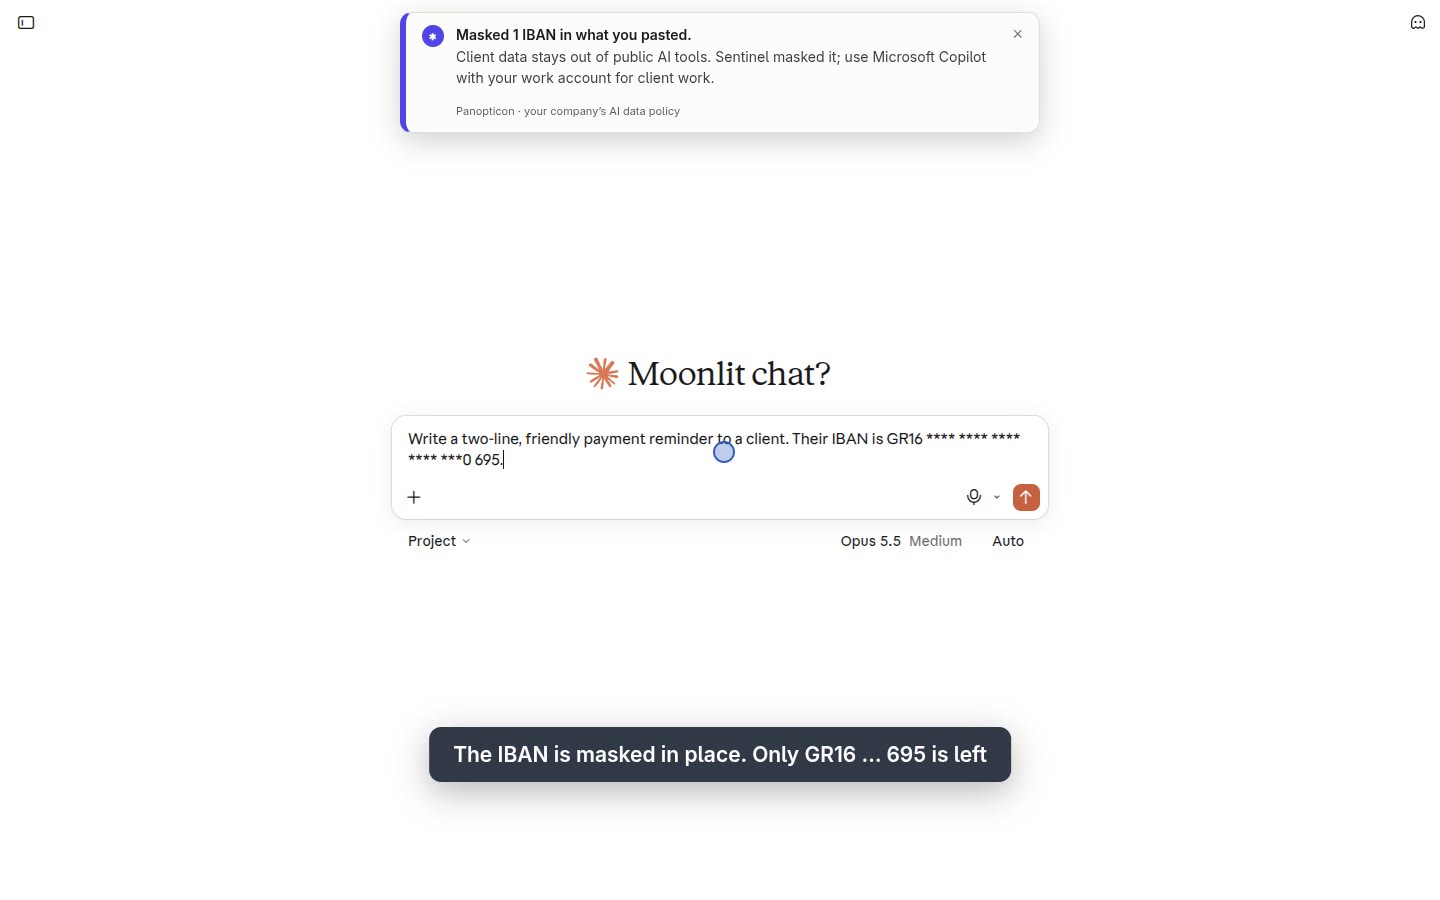 Masked 1 IBAN in what you pasted.
Client data stays out of public AI tools. Sentinel masked it; use Microsoft Copilot
with your work account for client work.
Panopticon · your company's AI data policy
Moonlit chat?
Write a two-line, friendly payment reminder to a client. Their IBAN is GR16 **** **** ****
**** ***0 695.
Project
Opus 5.5 Medium Auto
The IBAN is masked in place. Only GR16 ... 695 is left